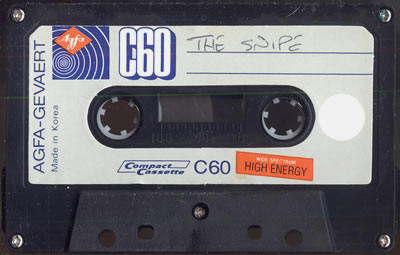 Agfa
C60
THE SNIPE
AGFA-GEVAERT
Made in Korea
Compact
Cassette
C60
WIDE SPECTRUM
HIGH ENERGY